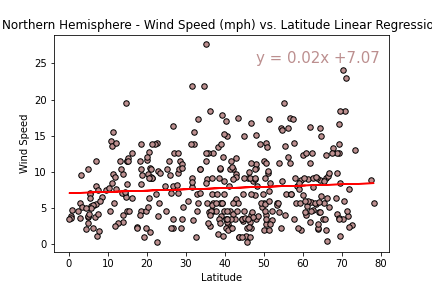 Northern Hemisphere - Wind Speed (mph) vs. Latitude Linear Regressio
y = 0.02x +7.07
25
20
15
10
5
0
Wind Speed
0 10 20 30 40 50 60 70 80
Latitude